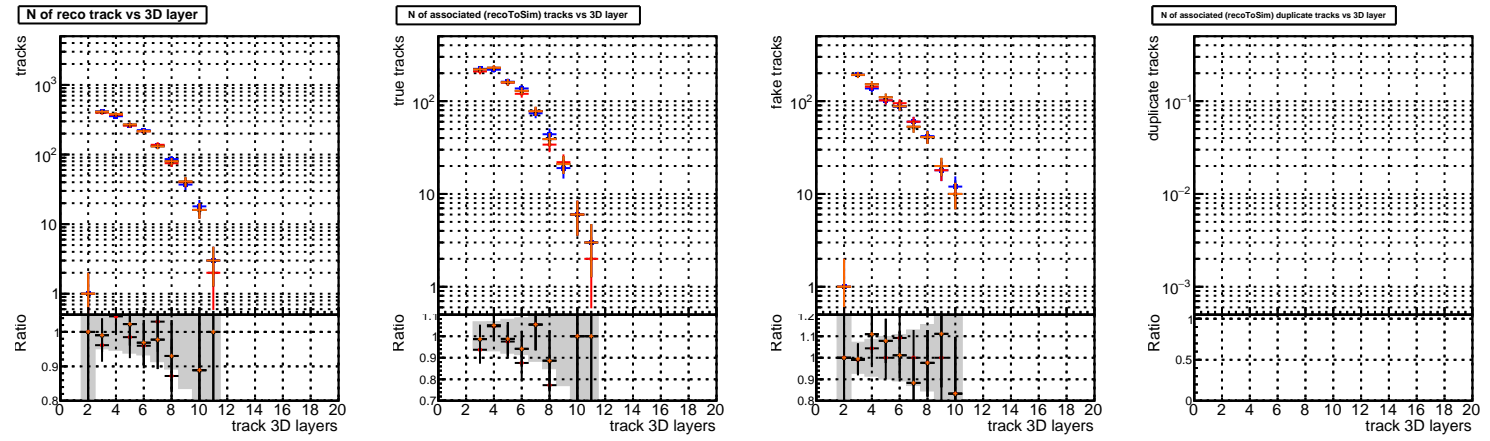 N of reco track vs 3D layer
tracks
10³
10²
10
1
Ratio
1
0.9
0.8
0 2 4 6 8 10 12 14 16 18 20
track 3D layers
N of associated (recoToSim) tracks vs 3D layer
true tracks
10²
10
1
Ratio
1.1
1
0.9
0.8
0.7
0 2 4 6 8 10 12 14 16 18 20
track 3D layers
fake tracks
10²
10
1
Ratio
1.2
1.1
1
0.9
0.8
0 2 4 6 8 10 12 14 16 18 20
track 3D layers
N of associated (recoToSim) duplicate tracks vs 3D layer
duplicate tracks
10⁻¹
10⁻²
10⁻³
Ratio
1
0.5
0
0 2 4 6 8 10 12 14 16 18 20
track 3D layers